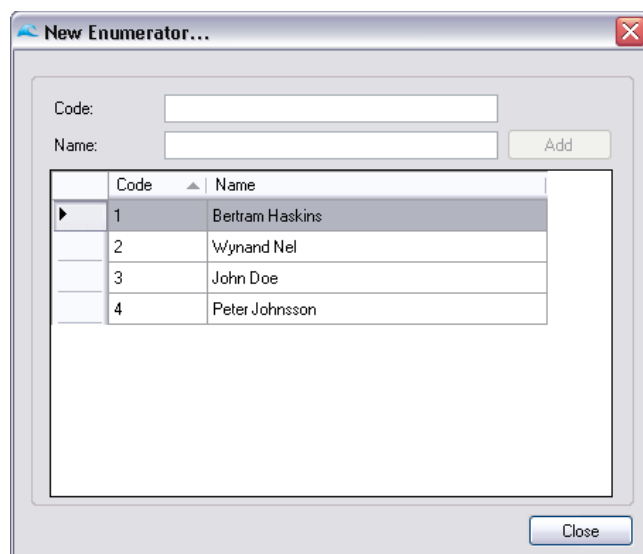 New Enumerator...
Code:
Name: Add
Code Name
1 Bertram Haskins
2 Wynand Nel
3 John Doe
4 Peter Johnsson
Close